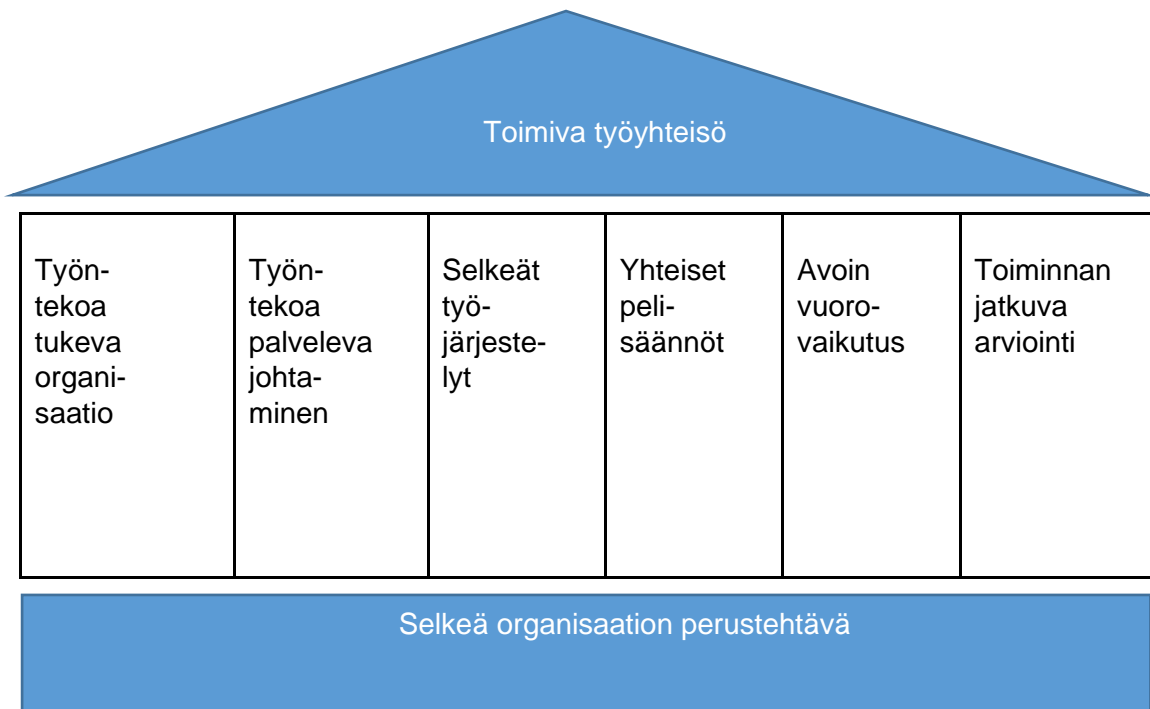 Toimiva työyhteisö
Työn-
tekoa
tukeva
organi-
saatio
Työn-
tekoa
palveleva
johta-
minen
Selkeät
työ-
järjeste-
lyt
Yhteiset
peli-
säännöt
Avoin
vuoro-
vaikutus
Toiminnan
jatkuva
arviointi
Selkeä organisaation perustehtävä